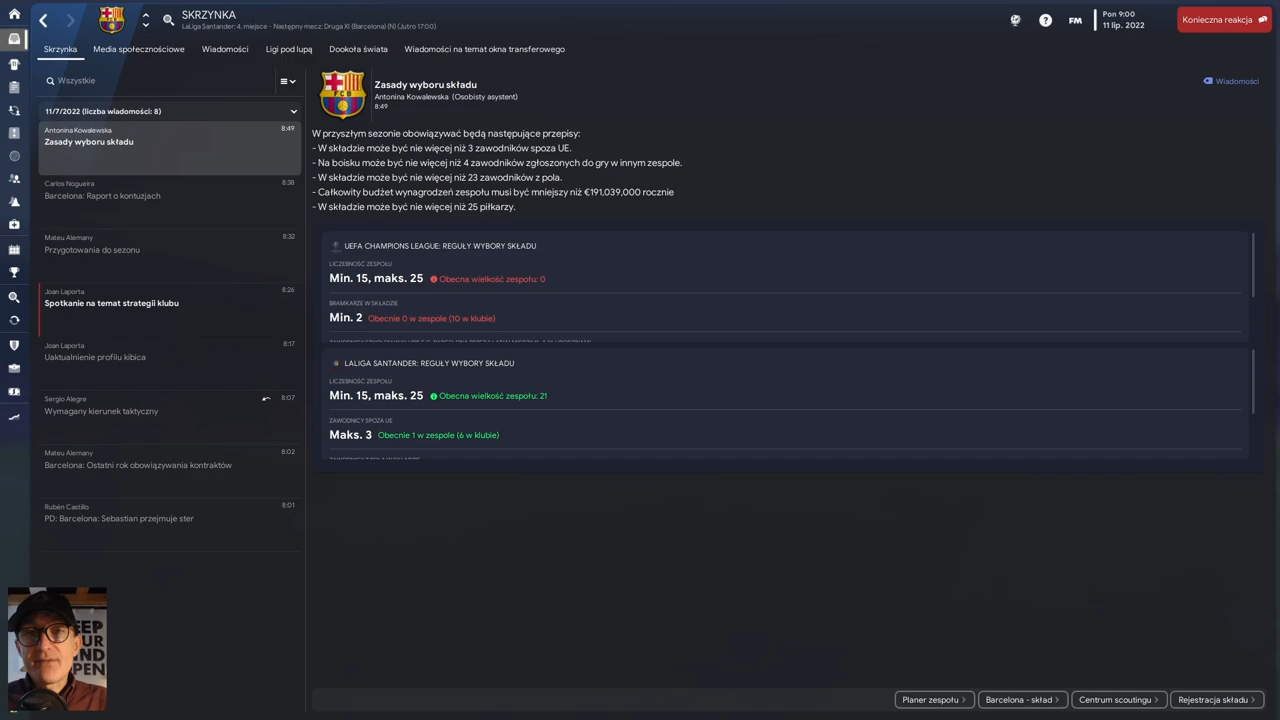 SKRZYNKA
LaLiga Santander: 4. miejsce - Następny mecz: Druga XI (Barcelona) (N) (Jutro 17:00)
FM
Pon 9:00
11 lip. 2022
Konieczna reakcja
Skrzynka
Media społecznościowe
Wiadomości
Ligi pod lupą
Dookoła świata
Wiadomości na temat okna transferowego
Wszystkie
11/7/2022 (liczba wiadomości: 8)
Antonina Kowalewska
8:49
Zasady wyboru składu
Carlos Nogueira
8:38
Barcelona: Raport o kontuzjach
Mateu Alemany
8:32
Przygotowania do sezonu
Joan Laporta
8:26
Spotkanie na temat strategii klubu
Joan Laporta
8:17
Uaktualnienie profilu kibica
Sergio Alegre
8:07
Wymagany kierunek taktyczny
Mateu Alemany
8:02
Barcelona: Ostatni rok obowiązywania kontraktów
Rubén Castillo
8:01
PD: Barcelona: Sebastian przejmuje ster
Zasady wyboru składu
Antonina Kowalewska (Osobisty asystent)
8:49
Wiadomości
W przyszłym sezonie obowiązywać będą następujące przepisy:
- W składzie może być nie więcej niż 3 zawodników spoza UE.
- Na boisku może być nie więcej niż 4 zawodników zgłoszonych do gry w innym zespole.
- W składzie może być nie więcej niż 23 zawodników z pola.
- Całkowity budżet wynagrodzeń zespołu musi być mniejszy niż €191,039,000 rocznie
- W składzie może być nie więcej niż 25 piłkarzy.
UEFA CHAMPIONS LEAGUE: REGUŁY WYBORY SKŁADU
LICZEBNOŚĆ ZESPOŁU
Min. 15, maks. 25 Obecna wielkość zespołu: 0
BRAMKARZE W SKŁADZIE
Min. 2 Obecnie 0 w zespole (10 w klubie)
LALIGA SANTANDER: REGUŁY WYBORY SKŁADU
LICZEBNOŚĆ ZESPOŁU
Min. 15, maks. 25 Obecna wielkość zespołu: 21
ZAWODNICY SPOZA UE
Maks. 3 Obecnie 1 w zespole (6 w klubie)
KEEP
YOUR
MIND
OPEN
Planer zespołu
Barcelona - skład
Centrum scoutingu
Rejestracja składu